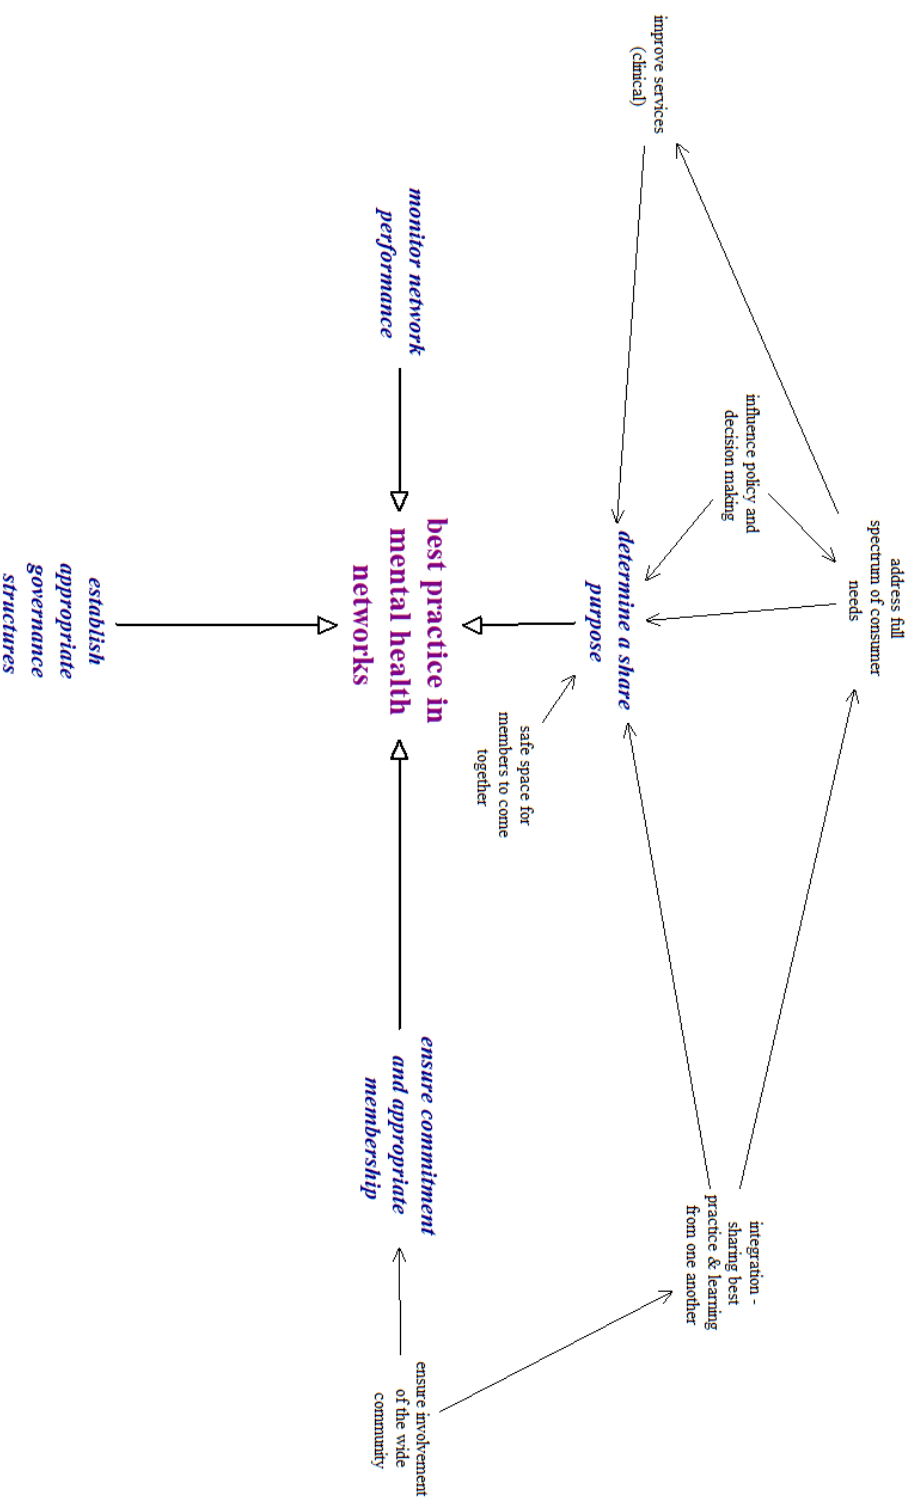 address full
spectrum of consumer
needs
improve services
(clinical)
influence policy and
decision making
integration -
sharing best
practice & learning
from one another
determine a share
purpose
safe space for
members to come
together
monitor network
performance
best practice in
mental health
networks
ensure commitment
and appropriate
membership
ensure involvement
of the wide
community
establish
appropriate
governance
structures